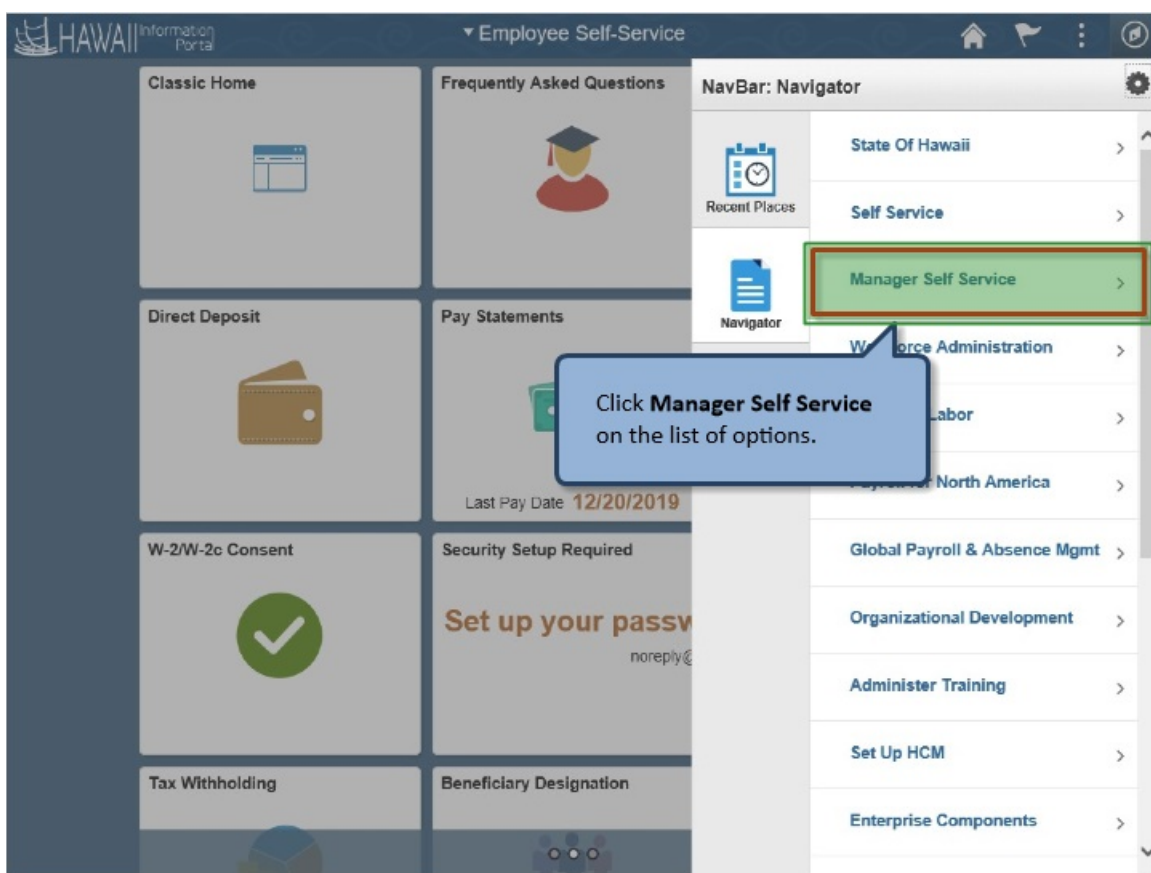 HAWAII Information Portal
Employee Self-Service
Classic Home
Frequently Asked Questions
Direct Deposit
Pay Statements
Last Pay Date 12/20/2019
W-2/W-2c Consent
Security Setup Required
Set up your
noreply@
Tax Withholding
Beneficiary Designation
NavBar: Navigator
Recent Places
Navigator
State Of Hawaii
Self Service
Manager Self Service
Administration
Labor
North America
Global Payroll & Absence Mgmt
Organizational Development
Administer Training
Set Up HCM
Enterprise Components
Click Manager Self Service
on the list of options.